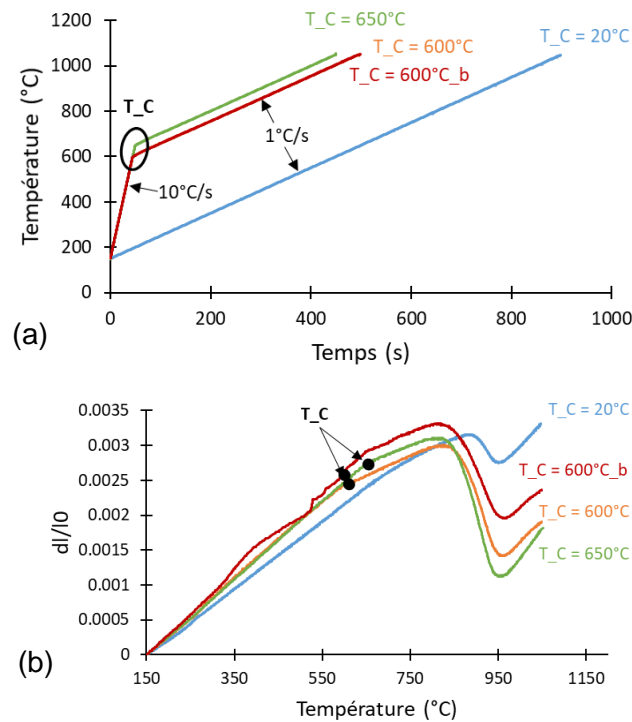 T_C = 650°C
T_C = 600°C
T_C = 600°C_b
T_C = 20°C
T_C
1°C/s
10°C/s
Température (°C)
1200
1000
800
600
400
200
0
0
200
400
600
800
1000
Temps (s)
(a)
T_C = 20°C
T_C
T_C = 600°C_b
T_C = 600°C
T_C = 650°C
dl/l0
0.0035
0.003
0.0025
0.002
0.0015
0.001
0.0005
0
150
350
550
750
950
1150
Température (°C)
(b)